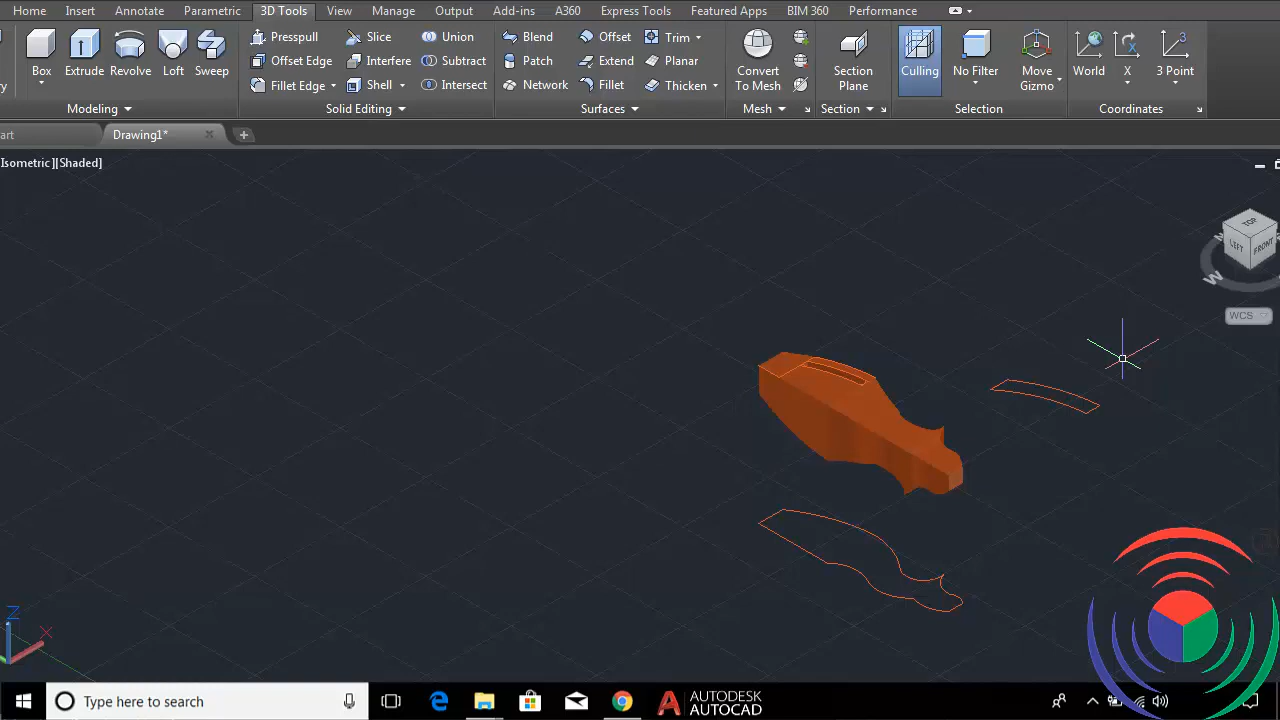 Home Insert Annotate Parametric 3D Tools View Manage Output Add-ins A360 Express Tools Featured Apps BIM 360 Performance
Box Extrude Revolve Loft Sweep
Modeling
Presspull Slice Union
Offset Edge Interfere Subtract
Fillet Edge Shell Intersect
Solid Editing
Blend Offset Trim
Patch Extend Planar
Network Fillet Thicken
Surfaces
Convert
To Mesh
Mesh
Section
Plane
Section
Culling No Filter Move
Gizmo
Selection
World X 3 Point
Coordinates
art Drawing1*
Isometric][Shaded]
TOP
LEFT FRONT
W
WCS
Z
X
Type here to search
AUTODESK
AUTOCAD